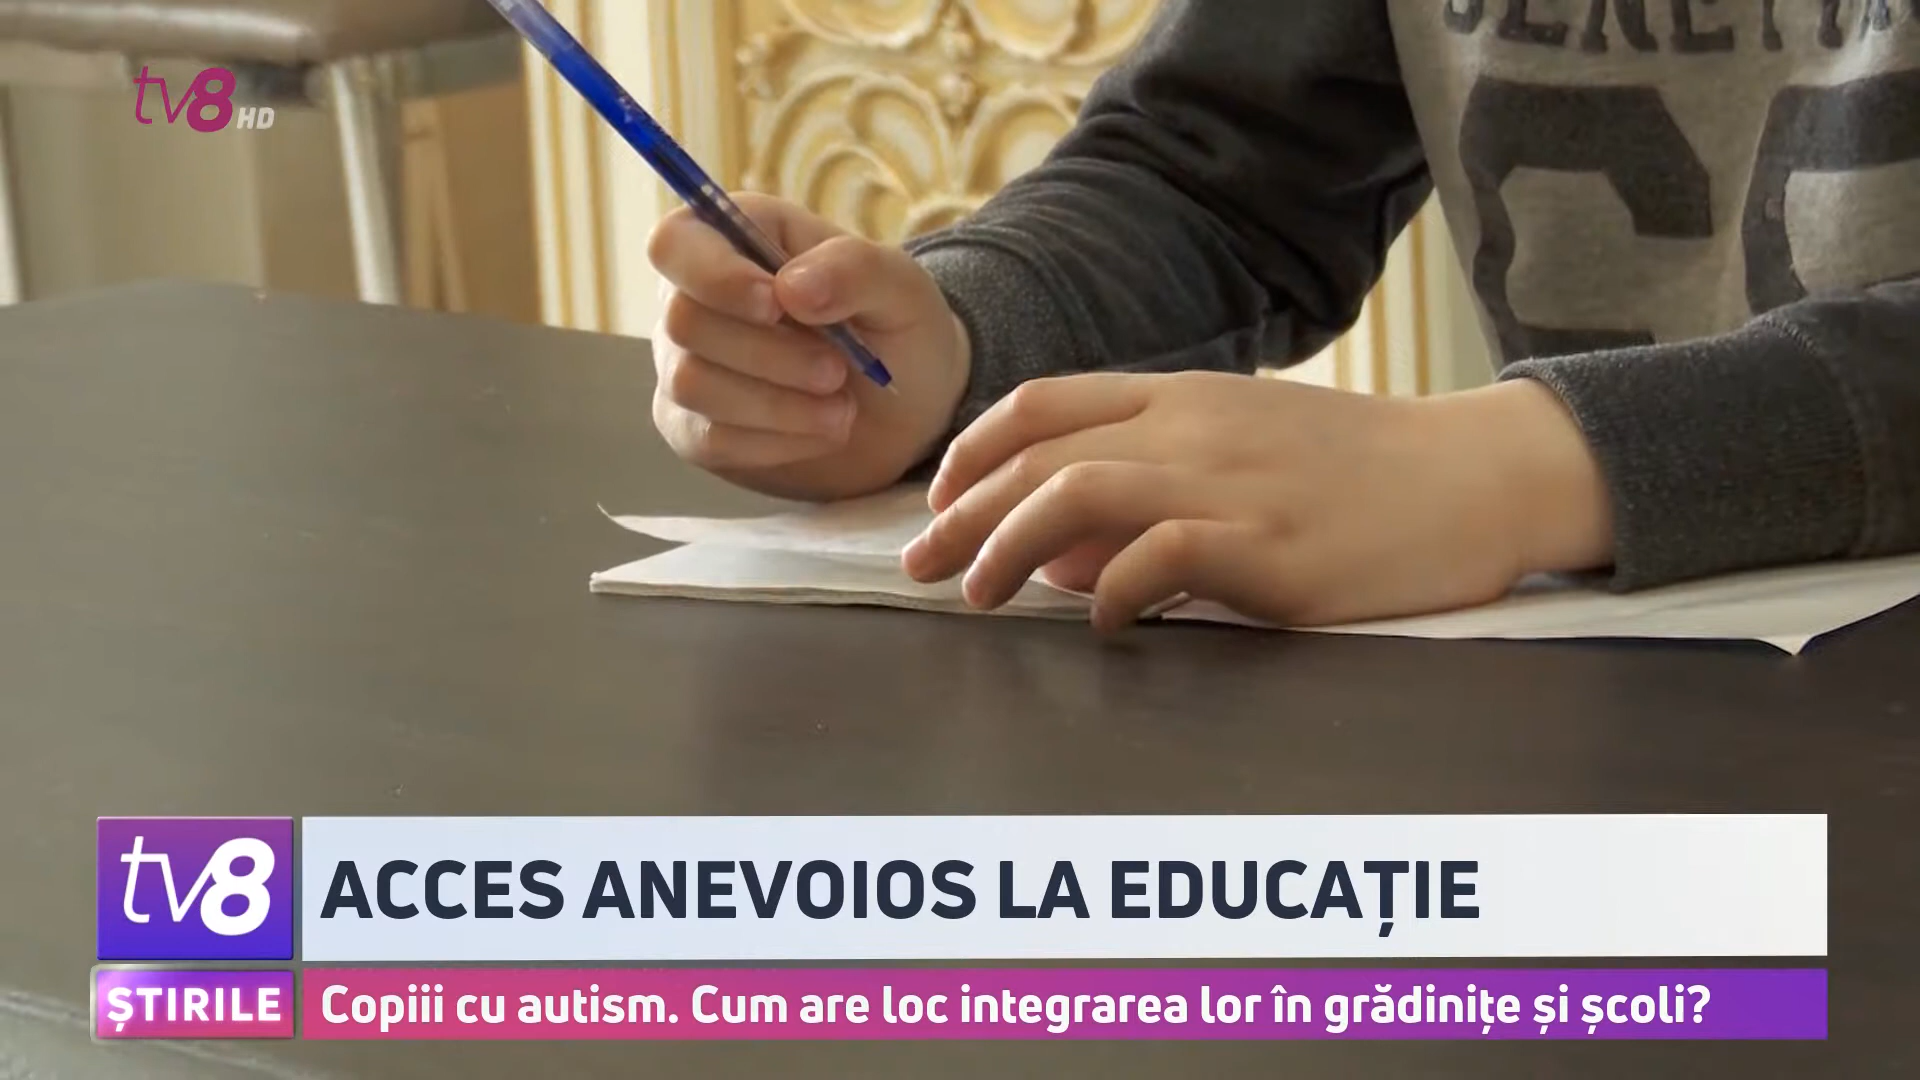 tv8 HD
tv8
ACCES ANEVOIOS LA EDUCAȚIE
ȘTIRILE
Copiii cu autism. Cum are loc integrarea lor în grădinițe și școli?